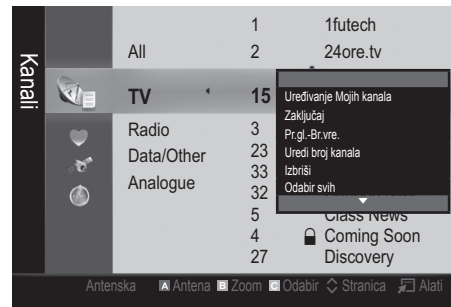 Kanali
1 1futech
All 2 24ore.tv
TV 15
Radio 3
Data/Other 23
Analogue 33
32
5 Class News
4 Coming Soon
27 Discovery
Uređivanje Mojih kanala
Zaključaj
Pr.gl.-Br.vre.
Uredi broj kanala
Izbriši
Odabir svih
Antenska A Antena B Zoom C Odabir Stranica Alati